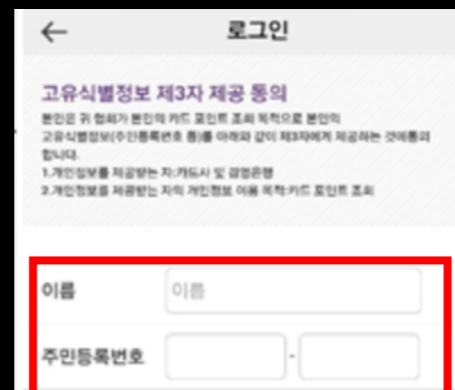 로그인
고유식별정보 제3자 제공 동의
본인은 귀 협회가 본인의 카드 포인트 조회 목적으로 본인의
고유식별정보(주민등록번호 등)를 아래와 같이 제3자에게 제공하는 것에동의
합니다.
1.개인정보를 제공받는 자:카드사 및 겸영은행
2.개인정보를 제공받는 자의 개인정보 이용 목적:카드 포인트 조회
이름 이름
주민등록번호 -